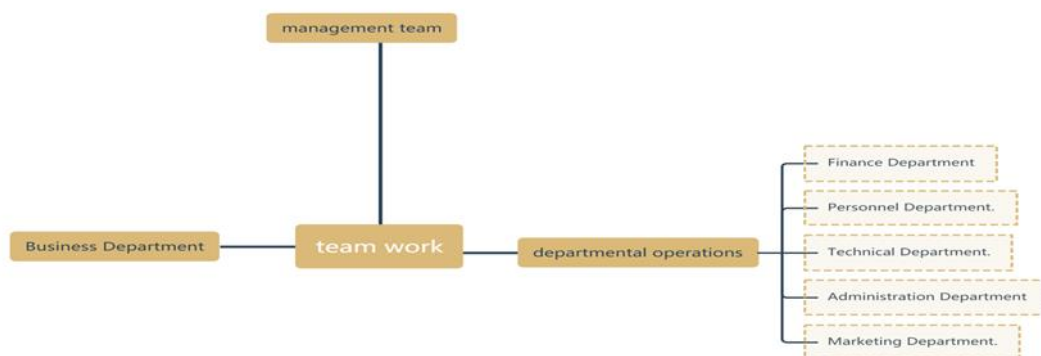 management team
Finance Department
Personnel Department.
Business Department
team work
departmental operations
Technical Department.
Administration Department
Marketing Department.